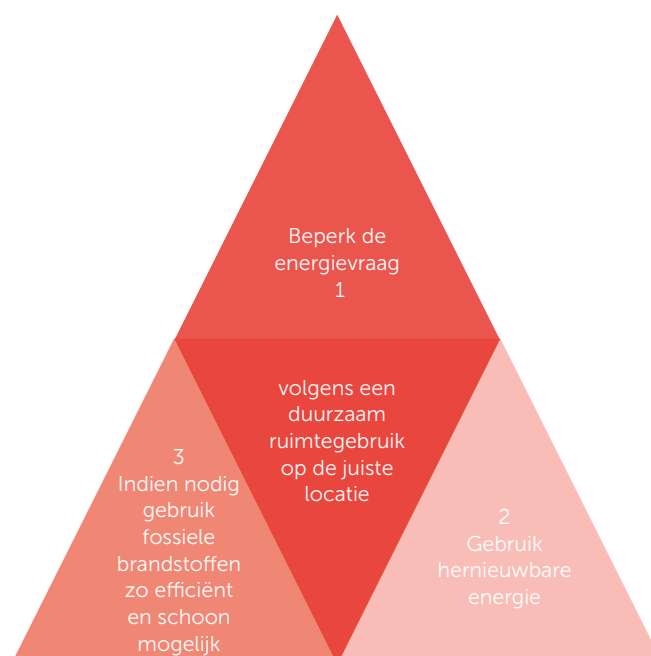 Beperk de
energievraag
1
volgens een
duurzaam
ruimtegebruik
op de juiste
locatie
3
Indien nodig
gebruik
fossiele
brandstoffen
zo efficiënt
en schoon
mogelijk
2
Gebruik
hernieuwbare
energie